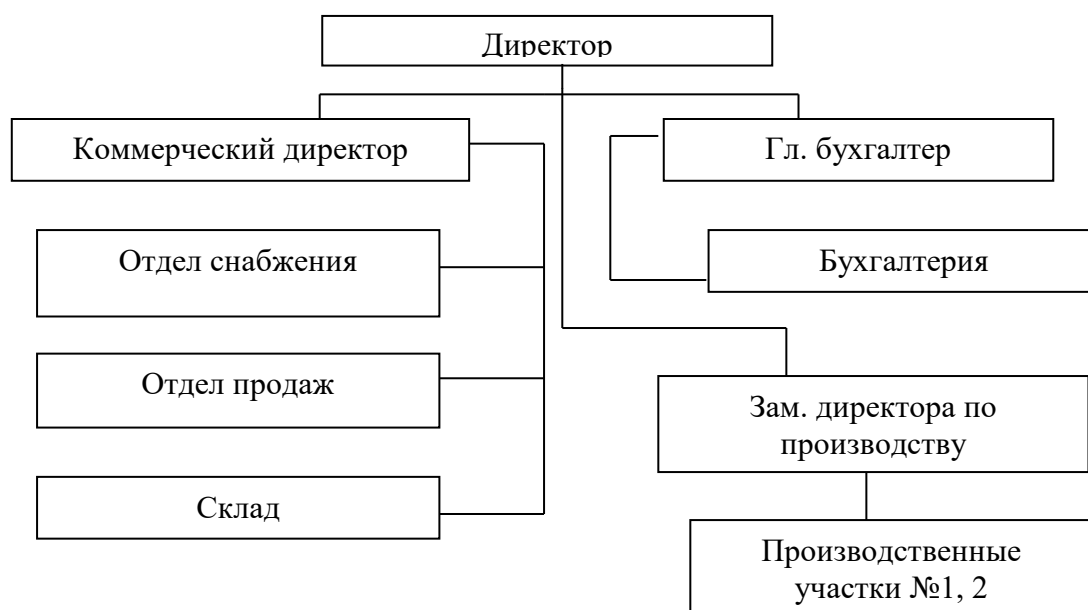 Директор
Коммерческий директор
Гл. бухгалтер
Отдел снабжения
Бухгалтерия
Отдел продаж
Зам. директора по
производству
Склад
Производственные
участки №1, 2